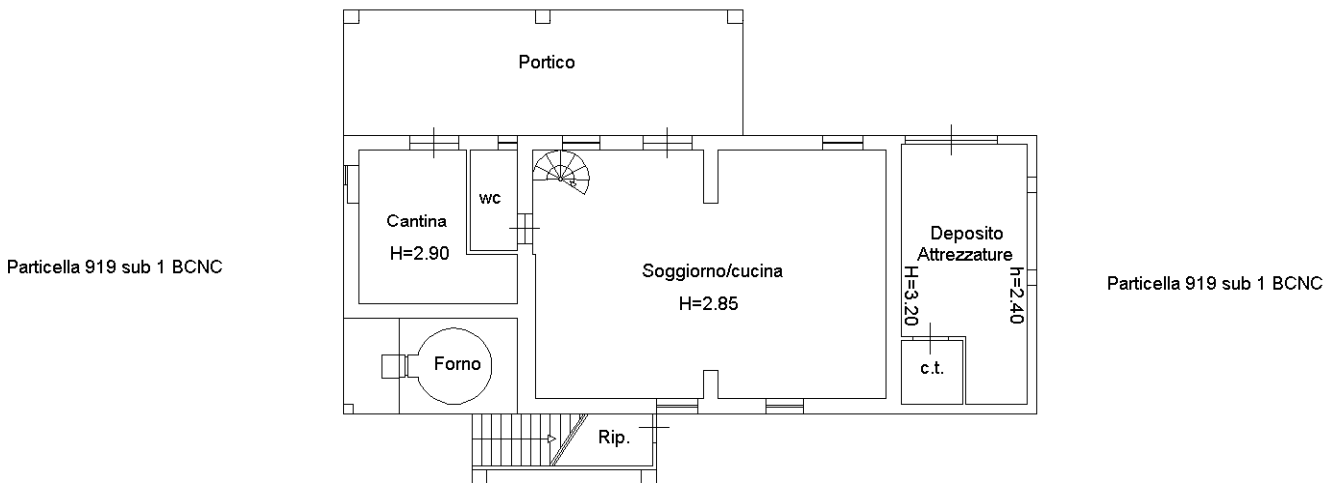 Portico
wc
Cantina
H=2.90
Particella 919 sub 1 BCNC
Soggiorno/cucina
H=2.85
Deposito
Attrezzature
H=3.20
h=2.40
Particella 919 sub 1 BCNC
Forno
c.t.
Rip.